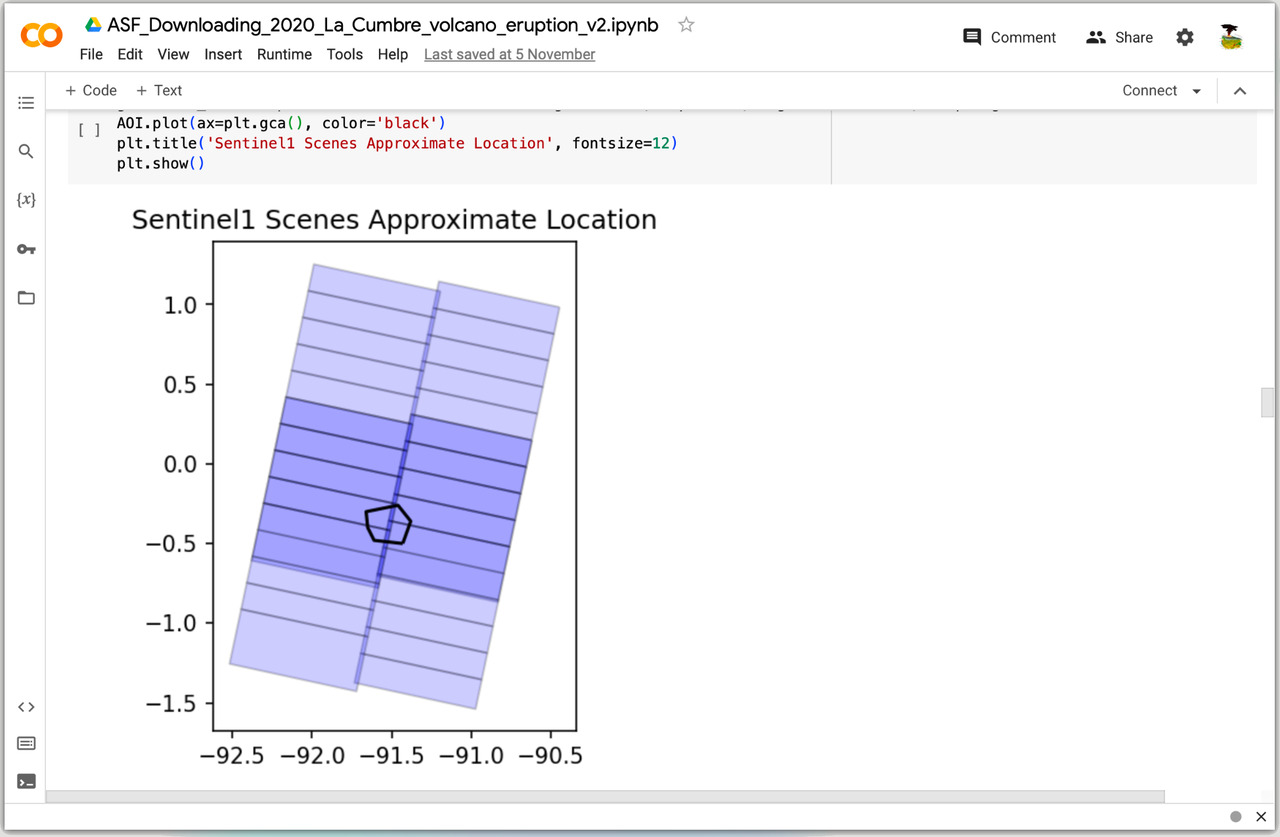 ASF_Downloading_2020_La_Cumbre_volcano_eruption_v2.ipynb
File Edit View Insert Runtime Tools Help Last saved at 5 November
Comment Share
+ Code + Text Connect
[ ] AOI.plot(ax=plt.gca(), color='black')
plt.title('Sentinel1 Scenes Approximate Location', fontsize=12)
plt.show()
{x}
Sentinel1 Scenes Approximate Location
1.0
0.5
0.0
−0.5
−1.0
−1.5
−92.5 −92.0 −91.5 −91.0 −90.5